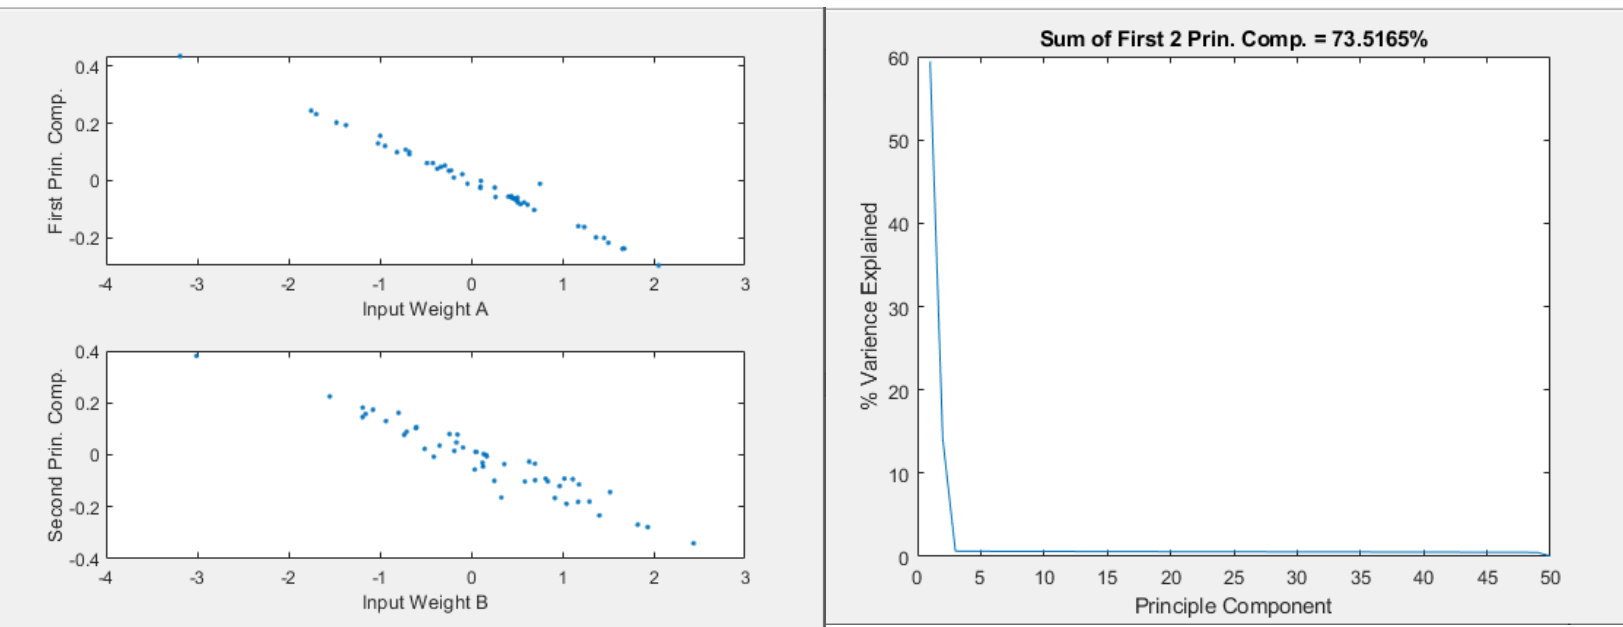 0.4
0.2
0
-0.2
First Prin. Comp.
-4 -3 -2 -1 0 1 2 3
Input Weight A
0.4
0.2
0
-0.2
-0.4
Second Prin. Comp.
-4 -3 -2 -1 0 1 2 3
Input Weight B
Sum of First 2 Prin. Comp. = 73.5165%
60
50
40
30
20
10
0
% Varience Explained
0 5 10 15 20 25 30 35 40 45 50
Principle Component